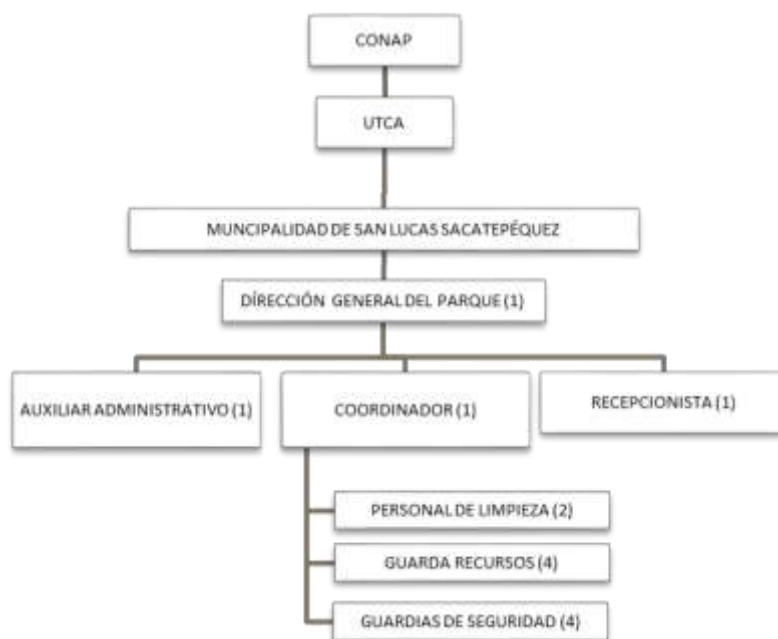 CONAP
UTCA
MUNCIPALIDAD DE SAN LUCAS SACATEPÉQUEZ
DÍRECCIÓN GENERAL DEL PARQUE (1)
AUXILIAR ADMINISTRATIVO (1)
COORDINADOR (1)
RECEPCIONISTA (1)
PERSONAL DE LIMPIEZA (2)
GUARDA RECURSOS (4)
GUARDIAS DE SEGURIDAD (4)